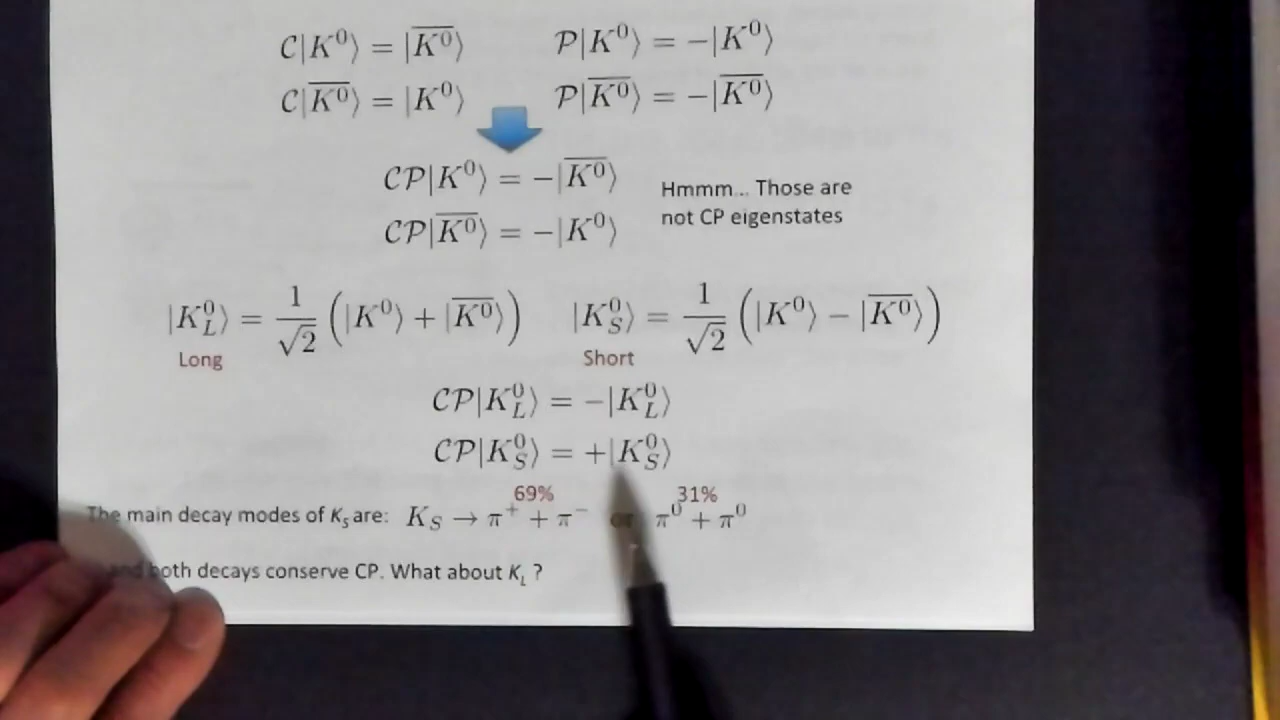 C|K⁰⟩ = |K̅⁰⟩ P|K⁰⟩ = −|K⁰⟩
C|K̅⁰⟩ = |K⁰⟩ P|K̅⁰⟩ = −|K̅⁰⟩
CP|K⁰⟩ = −|K̅⁰⟩
CP|K̅⁰⟩ = −|K⁰⟩
Hmmm... Those are
not CP eigenstates
|K⁰_L⟩ = 1/√2 (|K⁰⟩ + |K̅⁰⟩) |K⁰_S⟩ = 1/√2 (|K⁰⟩ − |K̅⁰⟩)
Long Short
CP|K⁰_L⟩ = −|K⁰_L⟩
CP|K⁰_S⟩ = +|K⁰_S⟩
69% 31%
The main decay modes of K_S are: K_S → π⁺ + π⁻ or π⁰ + π⁰
and both decays conserve CP. What about K_L ?